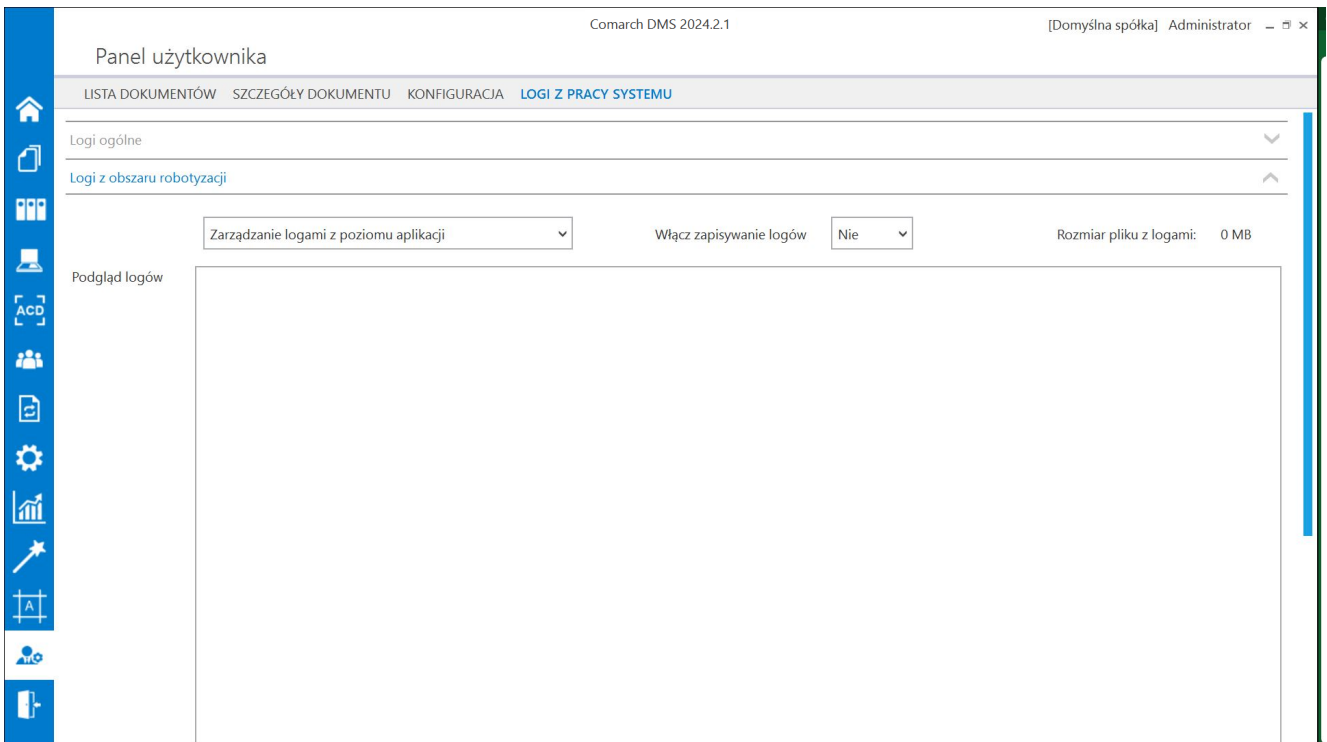 Comarch DMS 2024.2.1
[Domyślna spółka] Administrator
Panel użytkownika
LISTA DOKUMENTÓW SZCZEGÓŁY DOKUMENTU KONFIGURACJA LOGI Z PRACY SYSTEMU
Logi ogólne
Logi z obszaru robotyzacji
Zarządzanie logami z poziomu aplikacji Włącz zapisywanie logów Nie Rozmiar pliku z logami: 0 MB
Podgląd logów
ACD
A